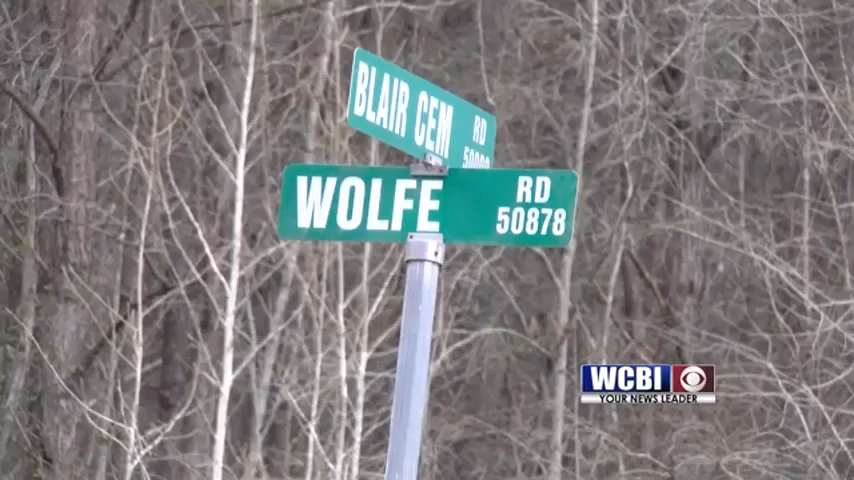 BLAIR CEM RD
WOLFE RD
50878
WCBI
YOUR NEWS LEADER